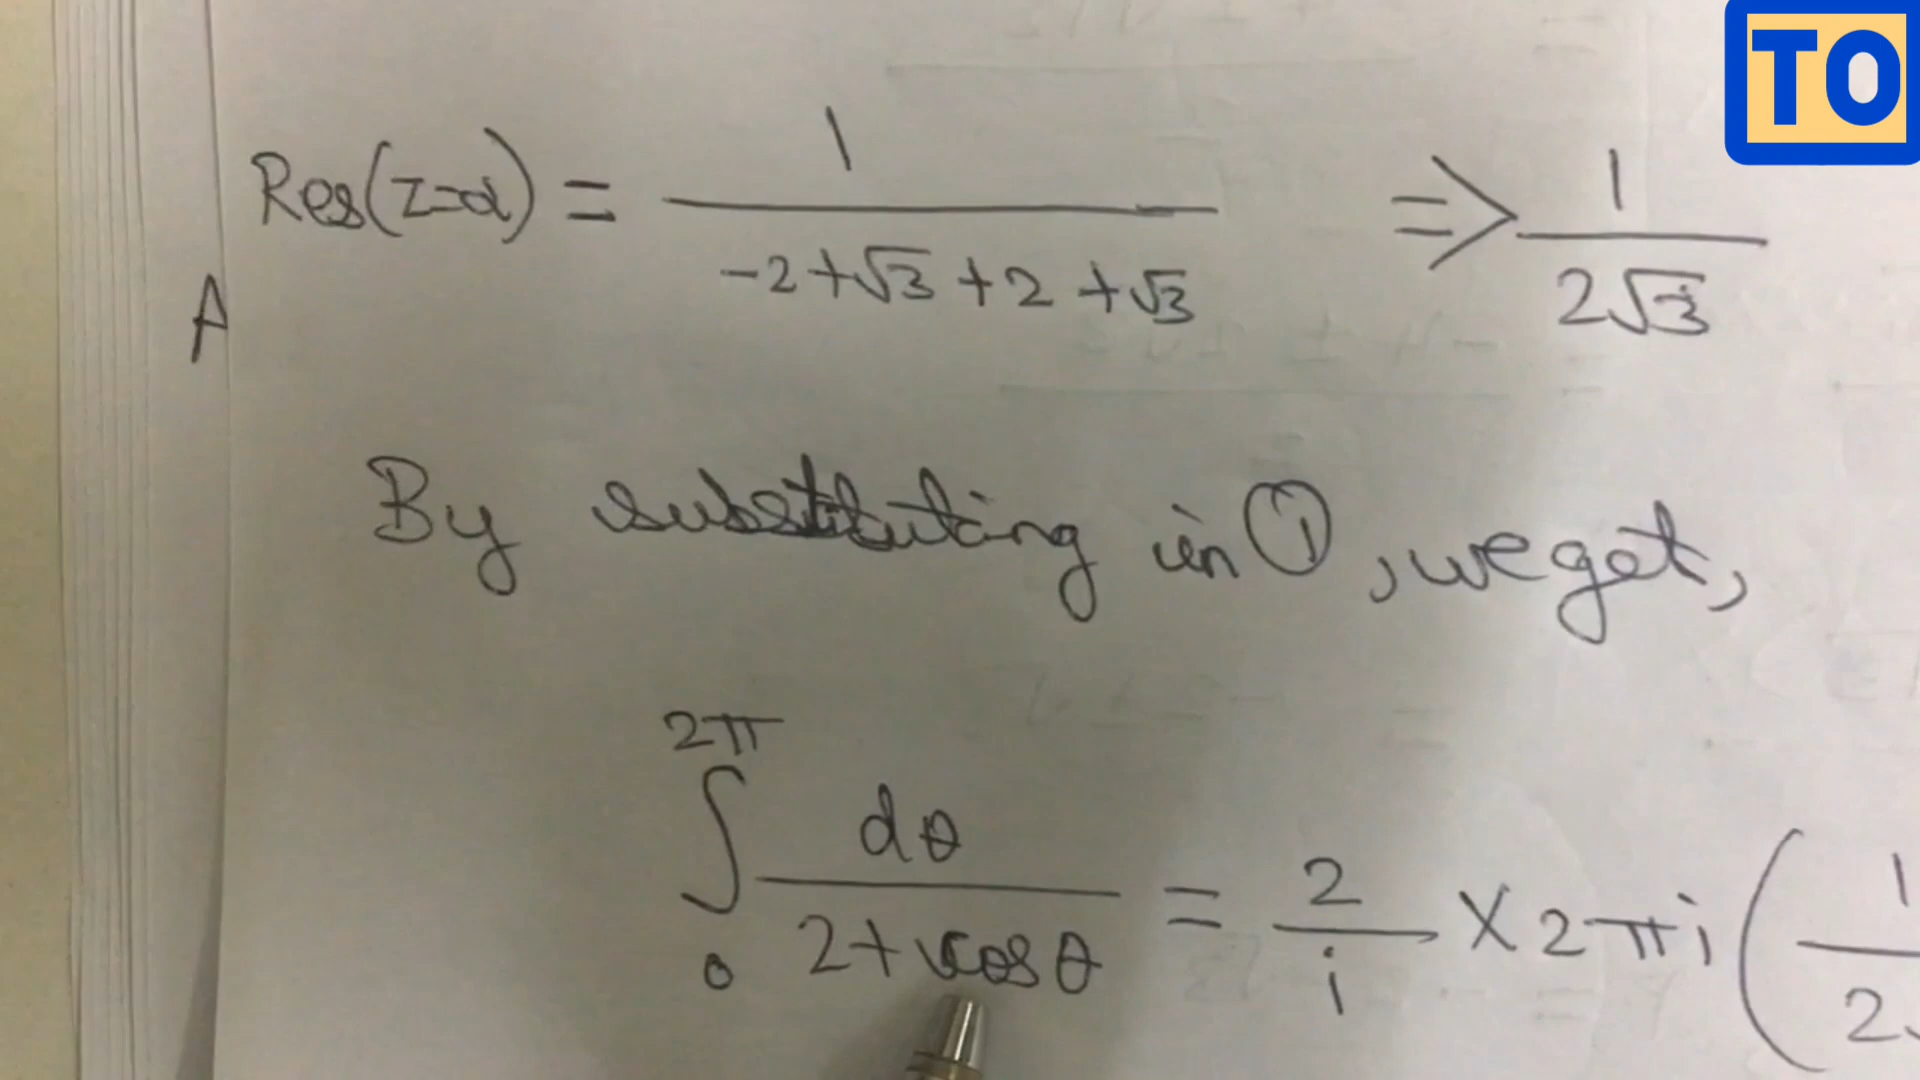 TO
Res(z=α) = 1 / (-2+√3+2+√3) ⇒ 1 / (2√3)
A
By substituting in ①, we get,
∫₀^2π dθ / (2+cosθ) = 2/i × 2πi ( 1 / 2